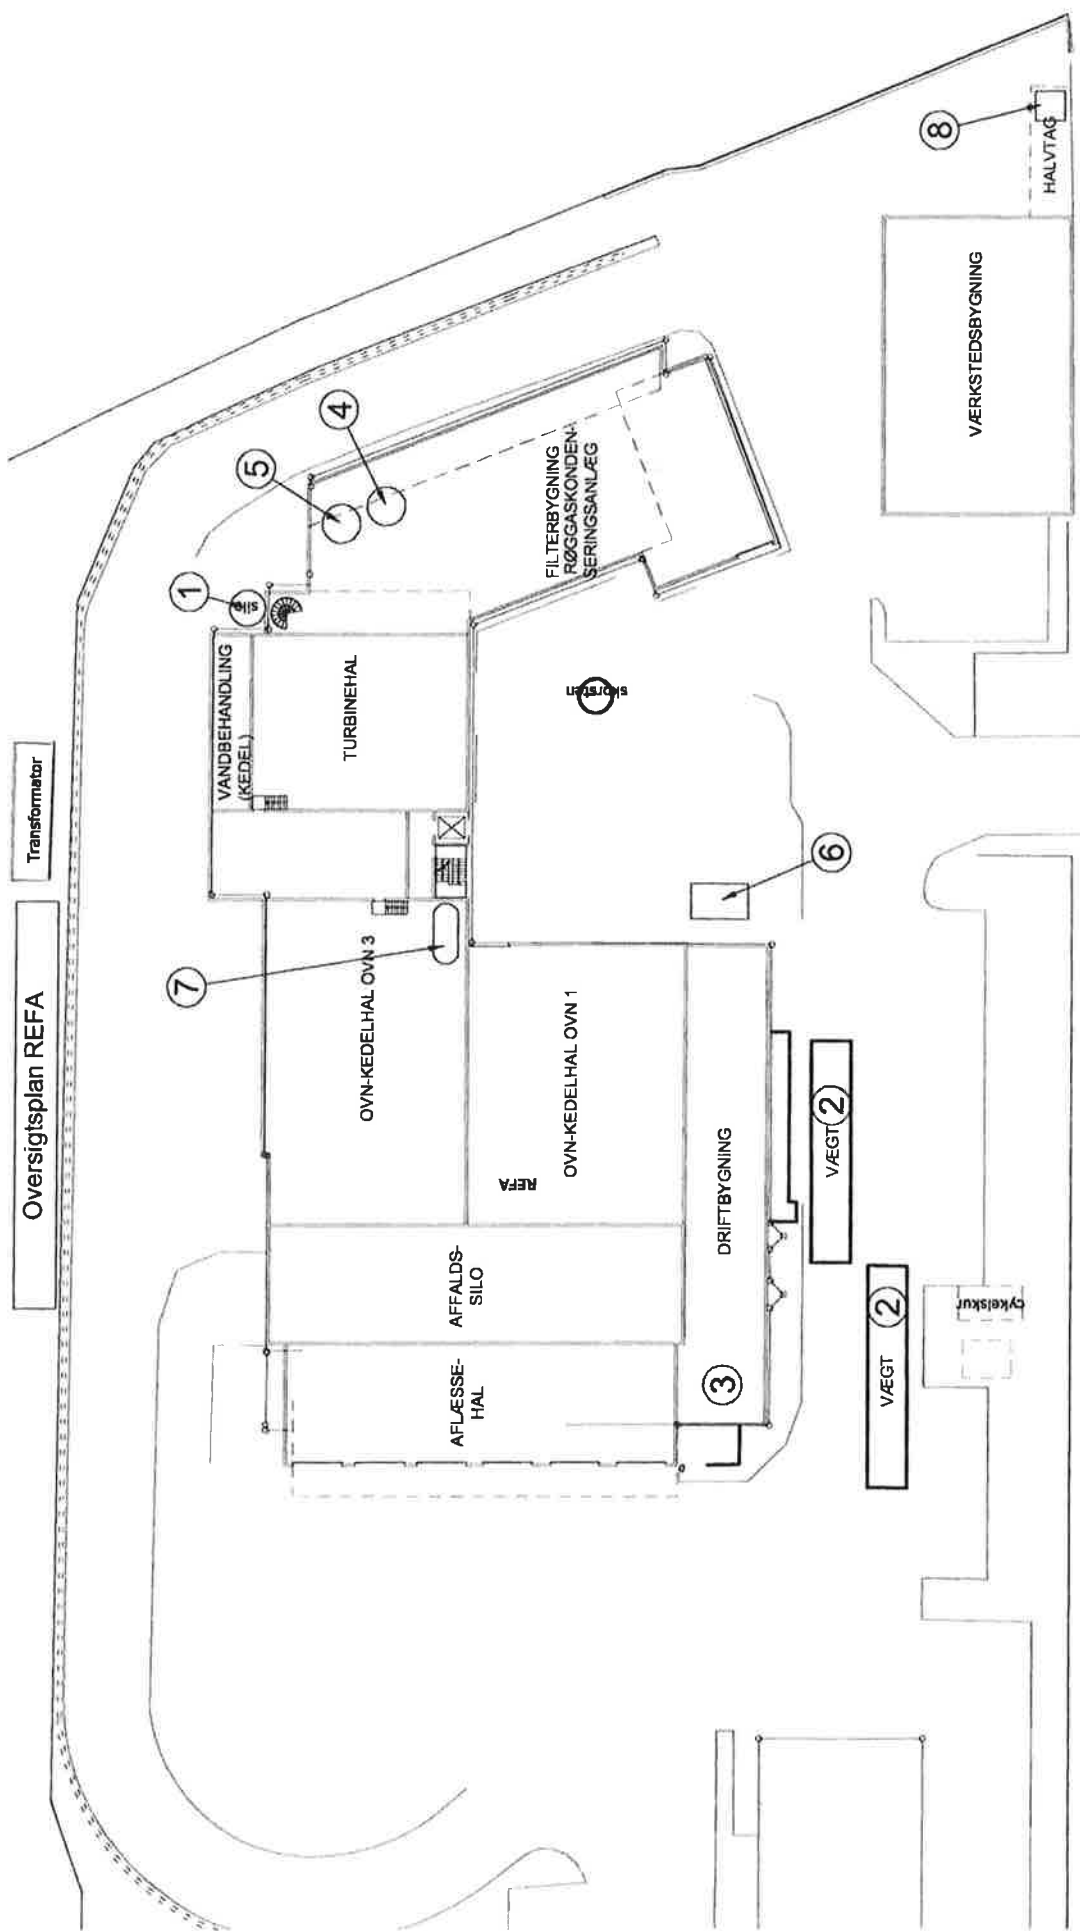 Oversigtsplan REFA
Transformator
VANDBEHANDLING
(KEDEL)
TURBINEHAL
silo
1
5
4
FILTERBYGNING
RØGGASKONDEN-
SERINGSANLÆG
skorsten
7
OVN-KEDELHAL OVN 3
OVN-KEDELHAL OVN 1
REFA
AFFALDS-
SILO
AFLÆSSE-
HAL
DRIFTBYGNING
3
6
VÆGT
2
VÆGT
2
cykelskur
VÆRKSTEDSBYGNING
HALVTAG
8